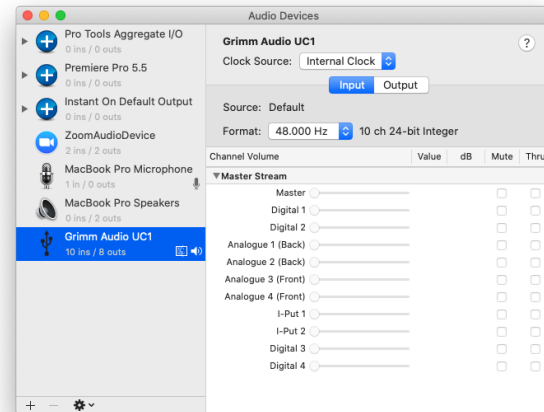 Audio Devices
Pro Tools Aggregate I/O
0 ins / 0 outs
Premiere Pro 5.5
0 ins / 0 outs
Instant On Default Output
0 ins / 0 outs
ZoomAudioDevice
2 ins / 2 outs
MacBook Pro Microphone
1 in / 0 outs
MacBook Pro Speakers
0 ins / 2 outs
Grimm Audio UC1
10 ins / 8 outs
Grimm Audio UC1
?
Clock Source: Internal Clock
Input Output
Source: Default
Format: 48.000 Hz 10 ch 24-bit Integer
Channel Volume Value dB Mute Thru
Master Stream
Master
Digital 1
Digital 2
Analogue 1 (Back)
Analogue 2 (Back)
Analogue 3 (Front)
Analogue 4 (Front)
I-Put 1
I-Put 2
Digital 3
Digital 4